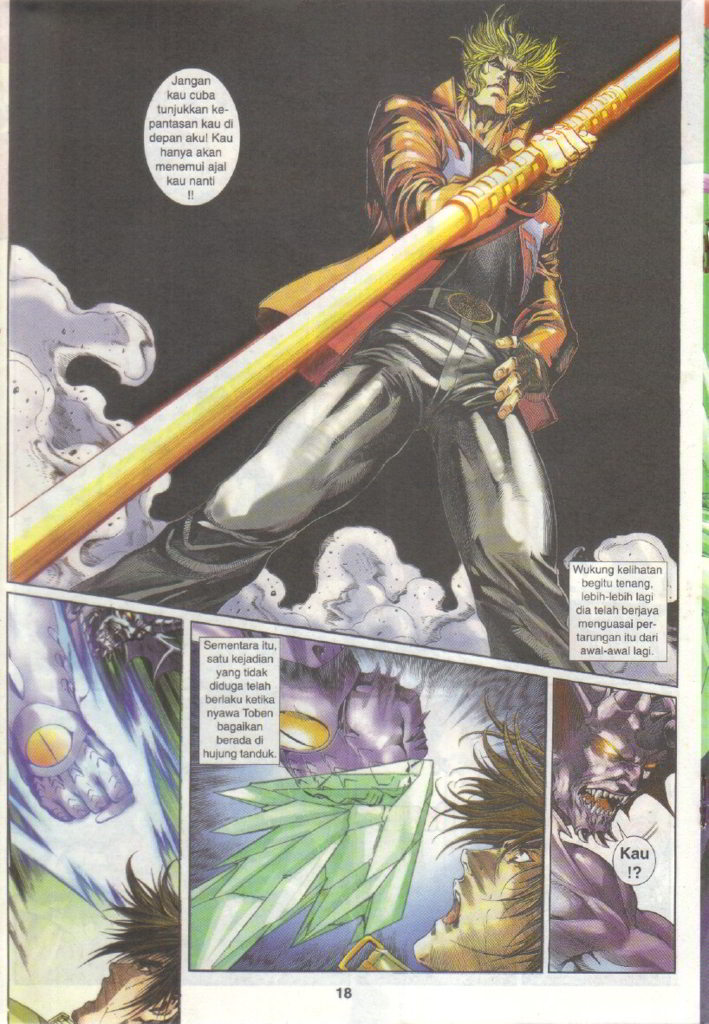 Jangan
kau cuba
tunjukkan ke-
pantasan kau di
depan aku! Kau
hanya akan
menemui ajal
kau nanti
!!
Wukung kelihatan
begitu tenang,
lebih-lebih lagi
dia telah berjaya
menguasai per-
tarungan itu dari
awal-awal lagi.
Sementara itu,
satu kejadian
yang tidak
diduga telah
berlaku ketika
nyawa Toben
bagaikan
berada di
hujung tanduk.
Kau
!?
18